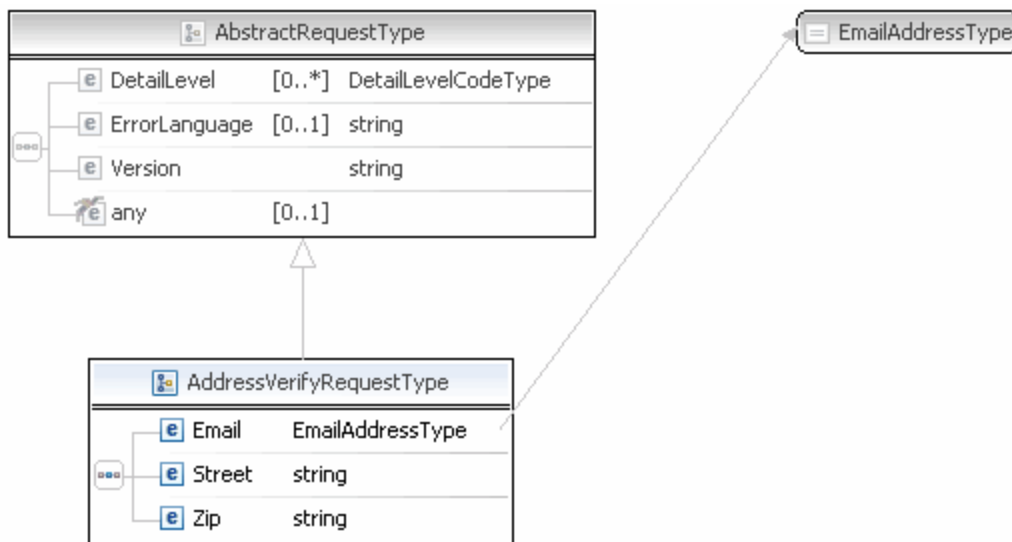 AbstractRequestType
EmailAddressType
e DetailLevel [0..*] DetailLevelCodeType
e ErrorLanguage [0..1] string
e Version string
e any [0..1]
AddressVerifyRequestType
e Email EmailAddressType
e Street string
e Zip string